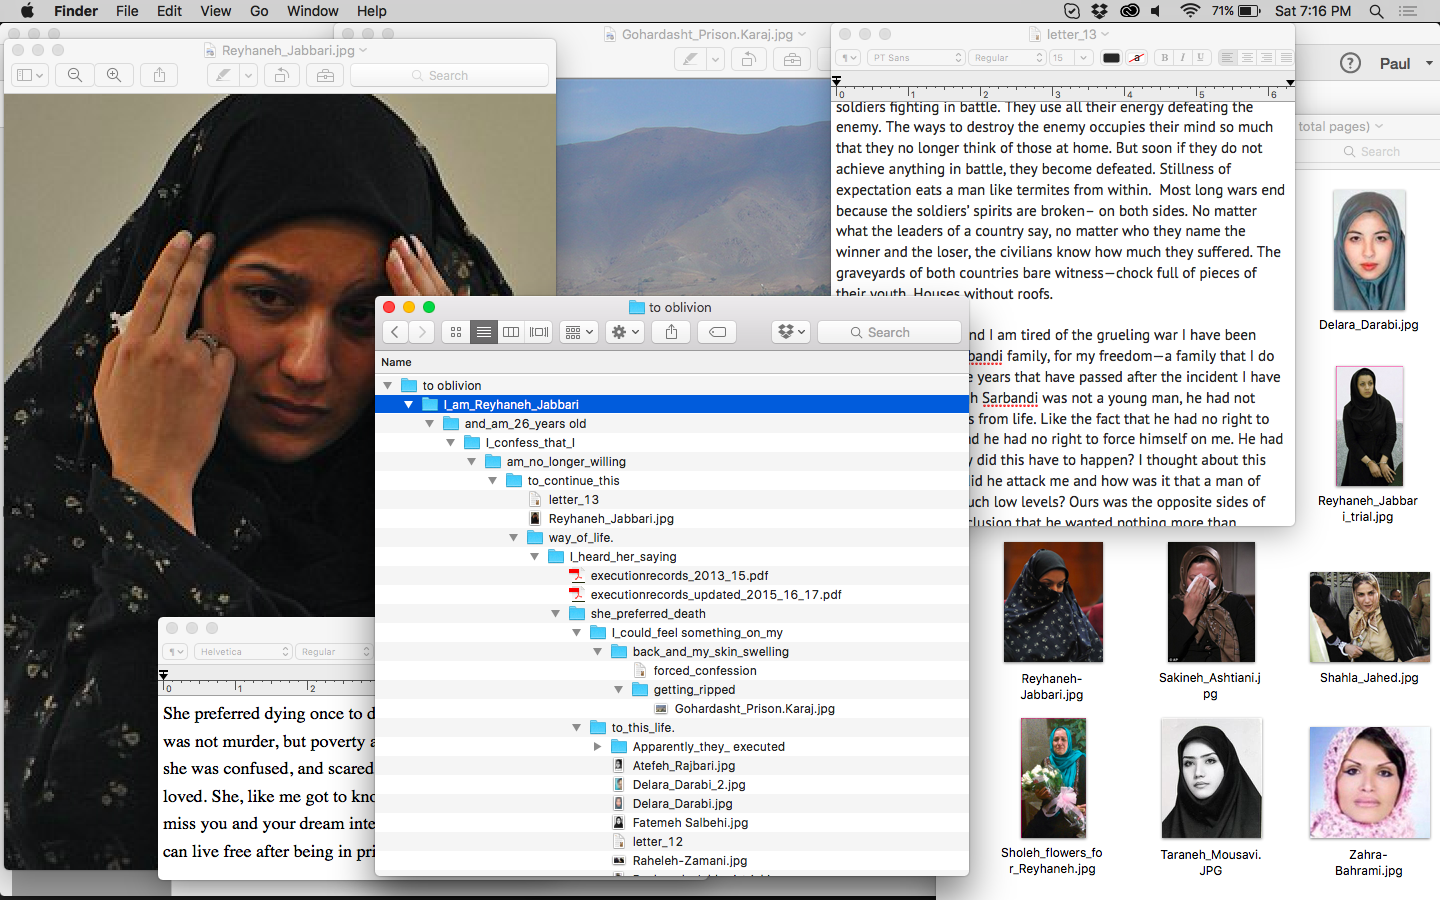 Finder File Edit View Go Window Help
71% Sat 7:16 PM
Reyhaneh_Jabbari.jpg
Search
Gohardasht_Prison.Karaj.jpg
letter_13
PT Sans Regular 15 B I U
0 1 2 3 4 5 6
soldiers fighting in battle. They use all their energy defeating the
enemy. The ways to destroy the enemy occupies their mind so much
that they no longer think of those at home. But soon if they do not
achieve anything in battle, they become defeated. Stillness of
expectation eats a man like termites from within. Most long wars end
because the soldiers' spirits are broken– on both sides. No matter
what the leaders of a country say, no matter who they name the
winner and the loser, the civilians know how much they suffered. The
graveyards of both countries bare witness—chock full of pieces of
their youth. Houses without roofs.
I am tired of the grueling war I have been
family, for my freedom—a family that I do
years that have passed after the incident I have
Sarbandi was not a young man, he had not
from life. Like the fact that he had no right to
he had no right to force himself on me. He had
did this have to happen? I thought about this
he attack me and how was it that a man of
low levels? Ours was the opposite sides of
that he wanted nothing more than
Paul
total pages)
Search
Delara_Darabi.jpg
Reyhaneh_Jabbar
i_trial.jpg
Reyhaneh-
Jabbari.jpg
Sakineh_Ashtiani.j
pg
Shahla_Jahed.jpg
Sholeh_flowers_fo
r_Reyhaneh.jpg
Taraneh_Mousavi.
JPG
Zahra-
Bahrami.jpg
to oblivion
Search
Name
to oblivion
I_am_Reyhaneh_Jabbari
and_am_26_years old
I_confess_that_I
am_no_longer_willing
to_continue_this
letter_13
Reyhaneh_Jabbari.jpg
way_of_life.
I_heard_her_saying
executionrecords_2013_15.pdf
executionrecords_updated_2015_16_17.pdf
she_preferred_death
I_could_feel something_on_my
back_and_my_skin_swelling
forced_confession
getting_ripped
Gohardasht_Prison.Karaj.jpg
to_this_life.
Apparently_they_ executed
Atefeh_Rajbari.jpg
Delara_Darabi_2.jpg
Delara_Darabi.jpg
Fatemeh Salbehi.jpg
letter_12
Raheleh-Zamani.jpg
Helvetica Regular
0 1 2
She preferred dying once to
was not murder, but poverty
she was confused, and scared
loved. She, like me got to
miss you and your dream
can live free after being in